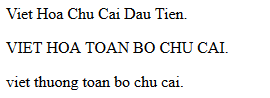 Viet Hoa Chu Cai Dau Tien.
VIET HOA TOAN BO CHU CAI.
viet thuong toan bo chu cai.